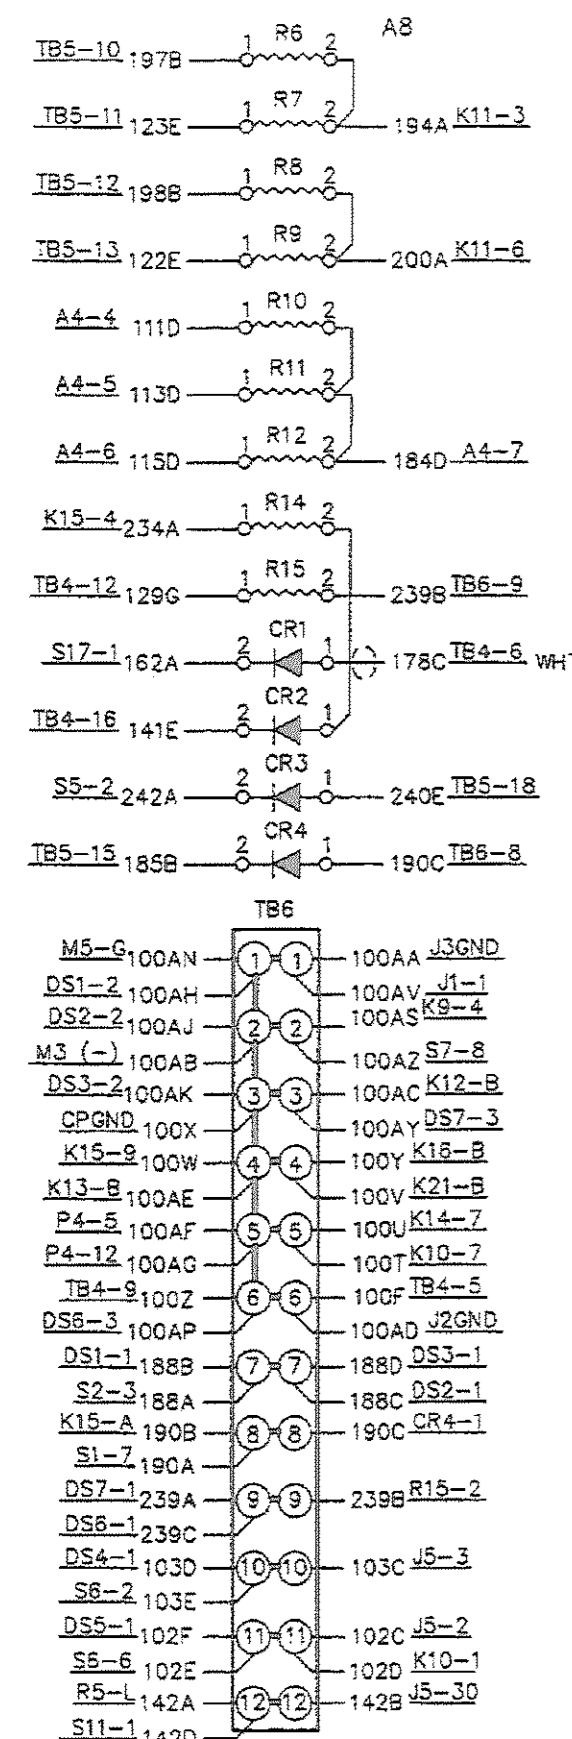 R6 A8
TB5-10 197B 1 2
R7
TB5-11 123E 1 2 194A K11-3
R8
TB5-12 198B 1 2
R9
TB5-13 122E 1 2 200A K11-6
R10
A4-4 111D 1 2
R11
A4-5 113D 1 2
R12
A4-6 115D 1 2 184D A4-7
R14
K15-4 234A 1 2
R15
TB4-12 129G 1 2 239B TB6-9
CR1
S17-1 162A 2 1 178C TB4-6
CR2
TB4-16 141E 2 1
CR3
S5-2 242A 2 1 240E TB5-18
CR4
TB5-15 185B 2 1 190C TB6-8
TB6
M5-G 100AN 1 1 100AA J3GND
DS1-2 100AH 100AV J1-1
DS2-2 100AJ 2 2 100AS K9-4
M3 (-) 100AB 100AZ S7-8
DS3-2 100AK 3 3 100AC K12-B
CPGND 100X 100AY DS7-3
K15-9 100W 4 4 100Y K16-B
K13-B 100AE 100V K21-B
P4-5 100AF 5 5 100U K14-7
P4-12 100AG 100T K10-7
TB4-9 100Z 6 6 100F TB4-5
DS6-3 100AP 100AD J2GND
DS1-1 188B 7 7 188D DS3-1
S2-3 188A 188C DS2-1
K15-A 190B 8 8 190C CR4-1
S1-7 190A
DS7-1 239A 9 9 239B R15-2
DS6-1 239C
DS4-1 103D 10 10 103C J5-3
S6-2 103E
DS5-1 102F 11 11 102C J5-2
S6-6 102E 102D K10-1
R5-L 142A 12 12 142B J5-30
S11-1 142D